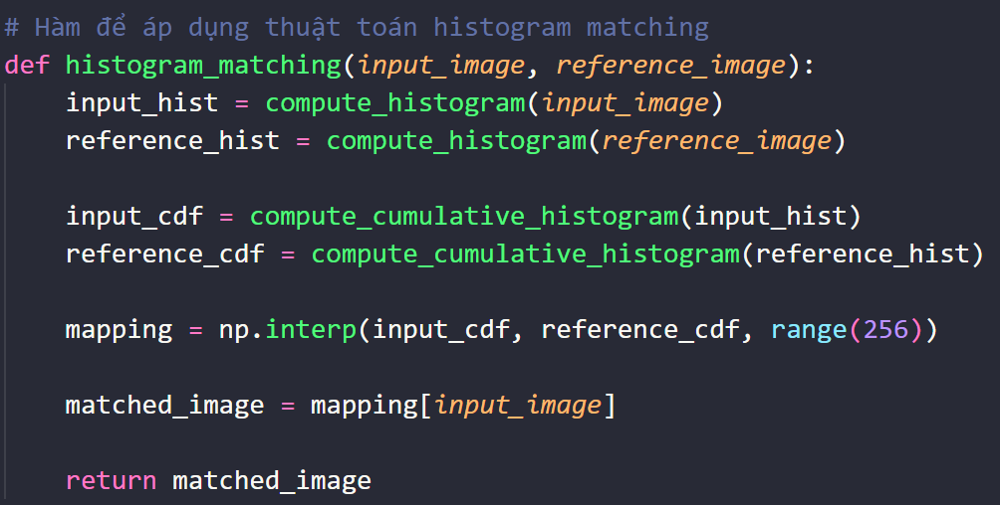 # Hàm để áp dụng thuật toán histogram matching
def histogram_matching(input_image, reference_image):
    input_hist = compute_histogram(input_image)
    reference_hist = compute_histogram(reference_image)
    input_cdf = compute_cumulative_histogram(input_hist)
    reference_cdf = compute_cumulative_histogram(reference_hist)
    mapping = np.interp(input_cdf, reference_cdf, range(256))
    matched_image = mapping[input_image]
    return matched_image